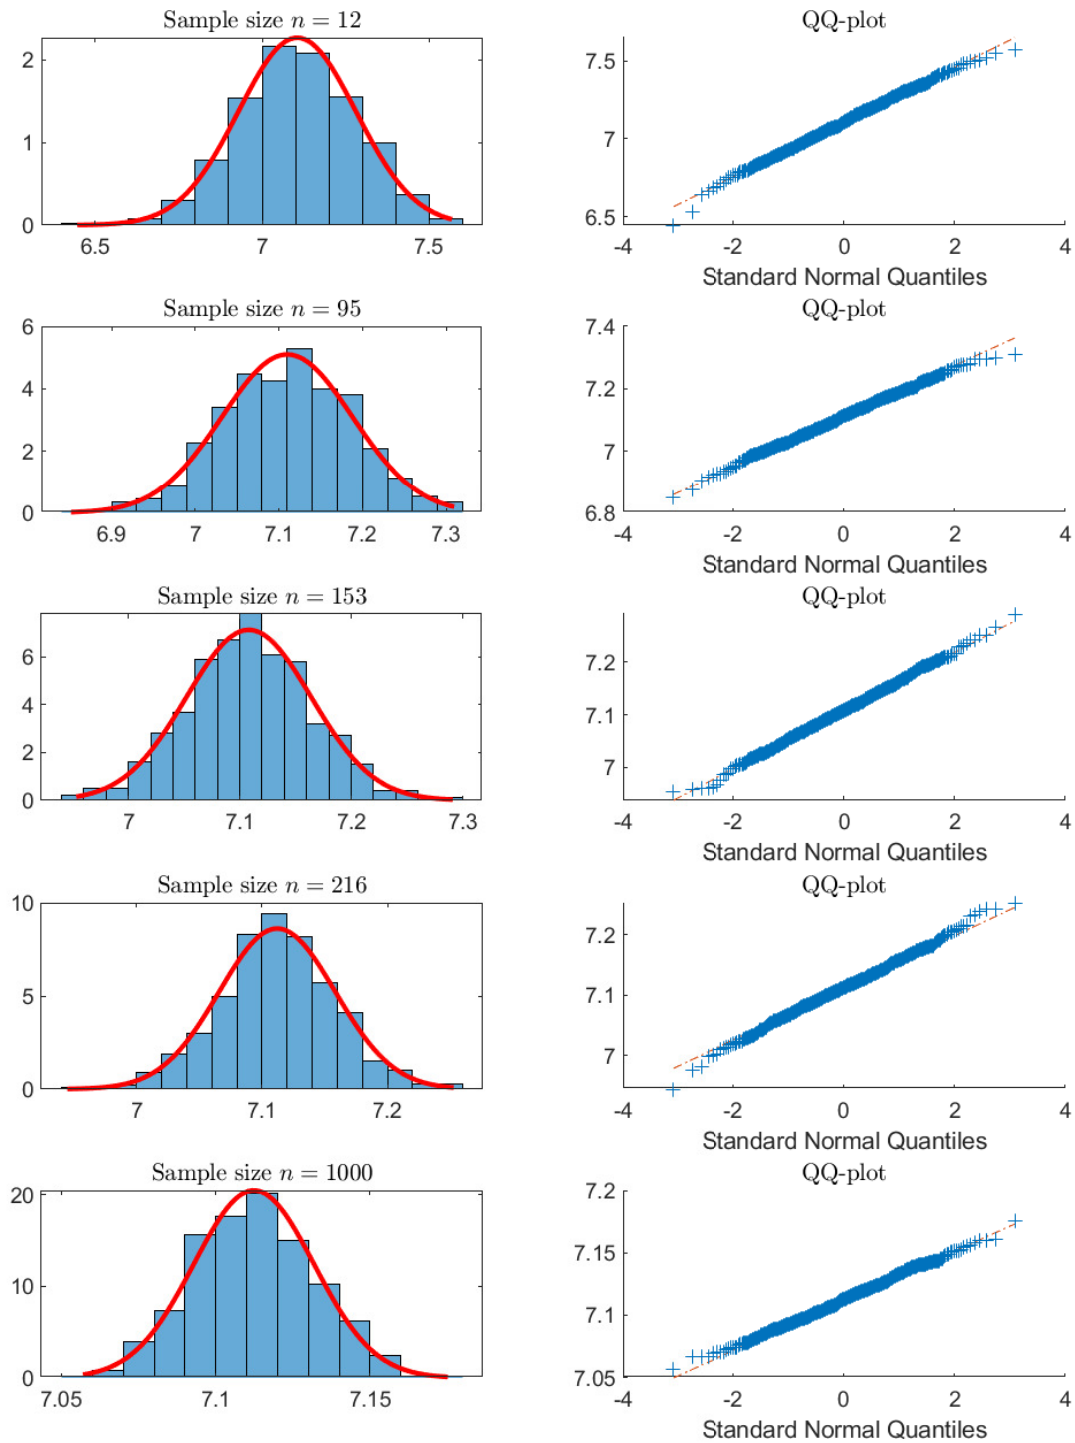 Sample size n = 12
QQ-plot
2
1
0
6.5 7 7.5
7.5
7
6.5
-4 -2 0 2 4
Standard Normal Quantiles
Sample size n = 95
QQ-plot
6
4
2
0
6.9 7 7.1 7.2 7.3
7.4
7.2
7
6.8
-4 -2 0 2 4
Standard Normal Quantiles
Sample size n = 153
QQ-plot
6
4
2
0
7 7.1 7.2 7.3
7.2
7.1
7
-4 -2 0 2 4
Standard Normal Quantiles
Sample size n = 216
QQ-plot
10
5
0
7 7.1 7.2
7.2
7.1
7
-4 -2 0 2 4
Standard Normal Quantiles
Sample size n = 1000
QQ-plot
20
10
0
7.05 7.1 7.15
7.2
7.15
7.1
7.05
-4 -2 0 2 4
Standard Normal Quantiles